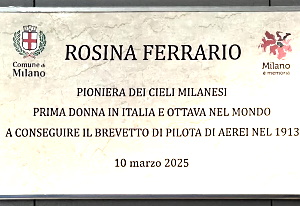 ROSINA FERRARIO
Comune di
Milano
Milano
è memoria
PIONIERA DEI CIELI MILANESI
PRIMA DONNA IN ITALIA E OTTAVA NEL MONDO
A CONSEGUIRE IL BREVETTO DI PILOTA DI AEREI NEL 1913
10 marzo 2025